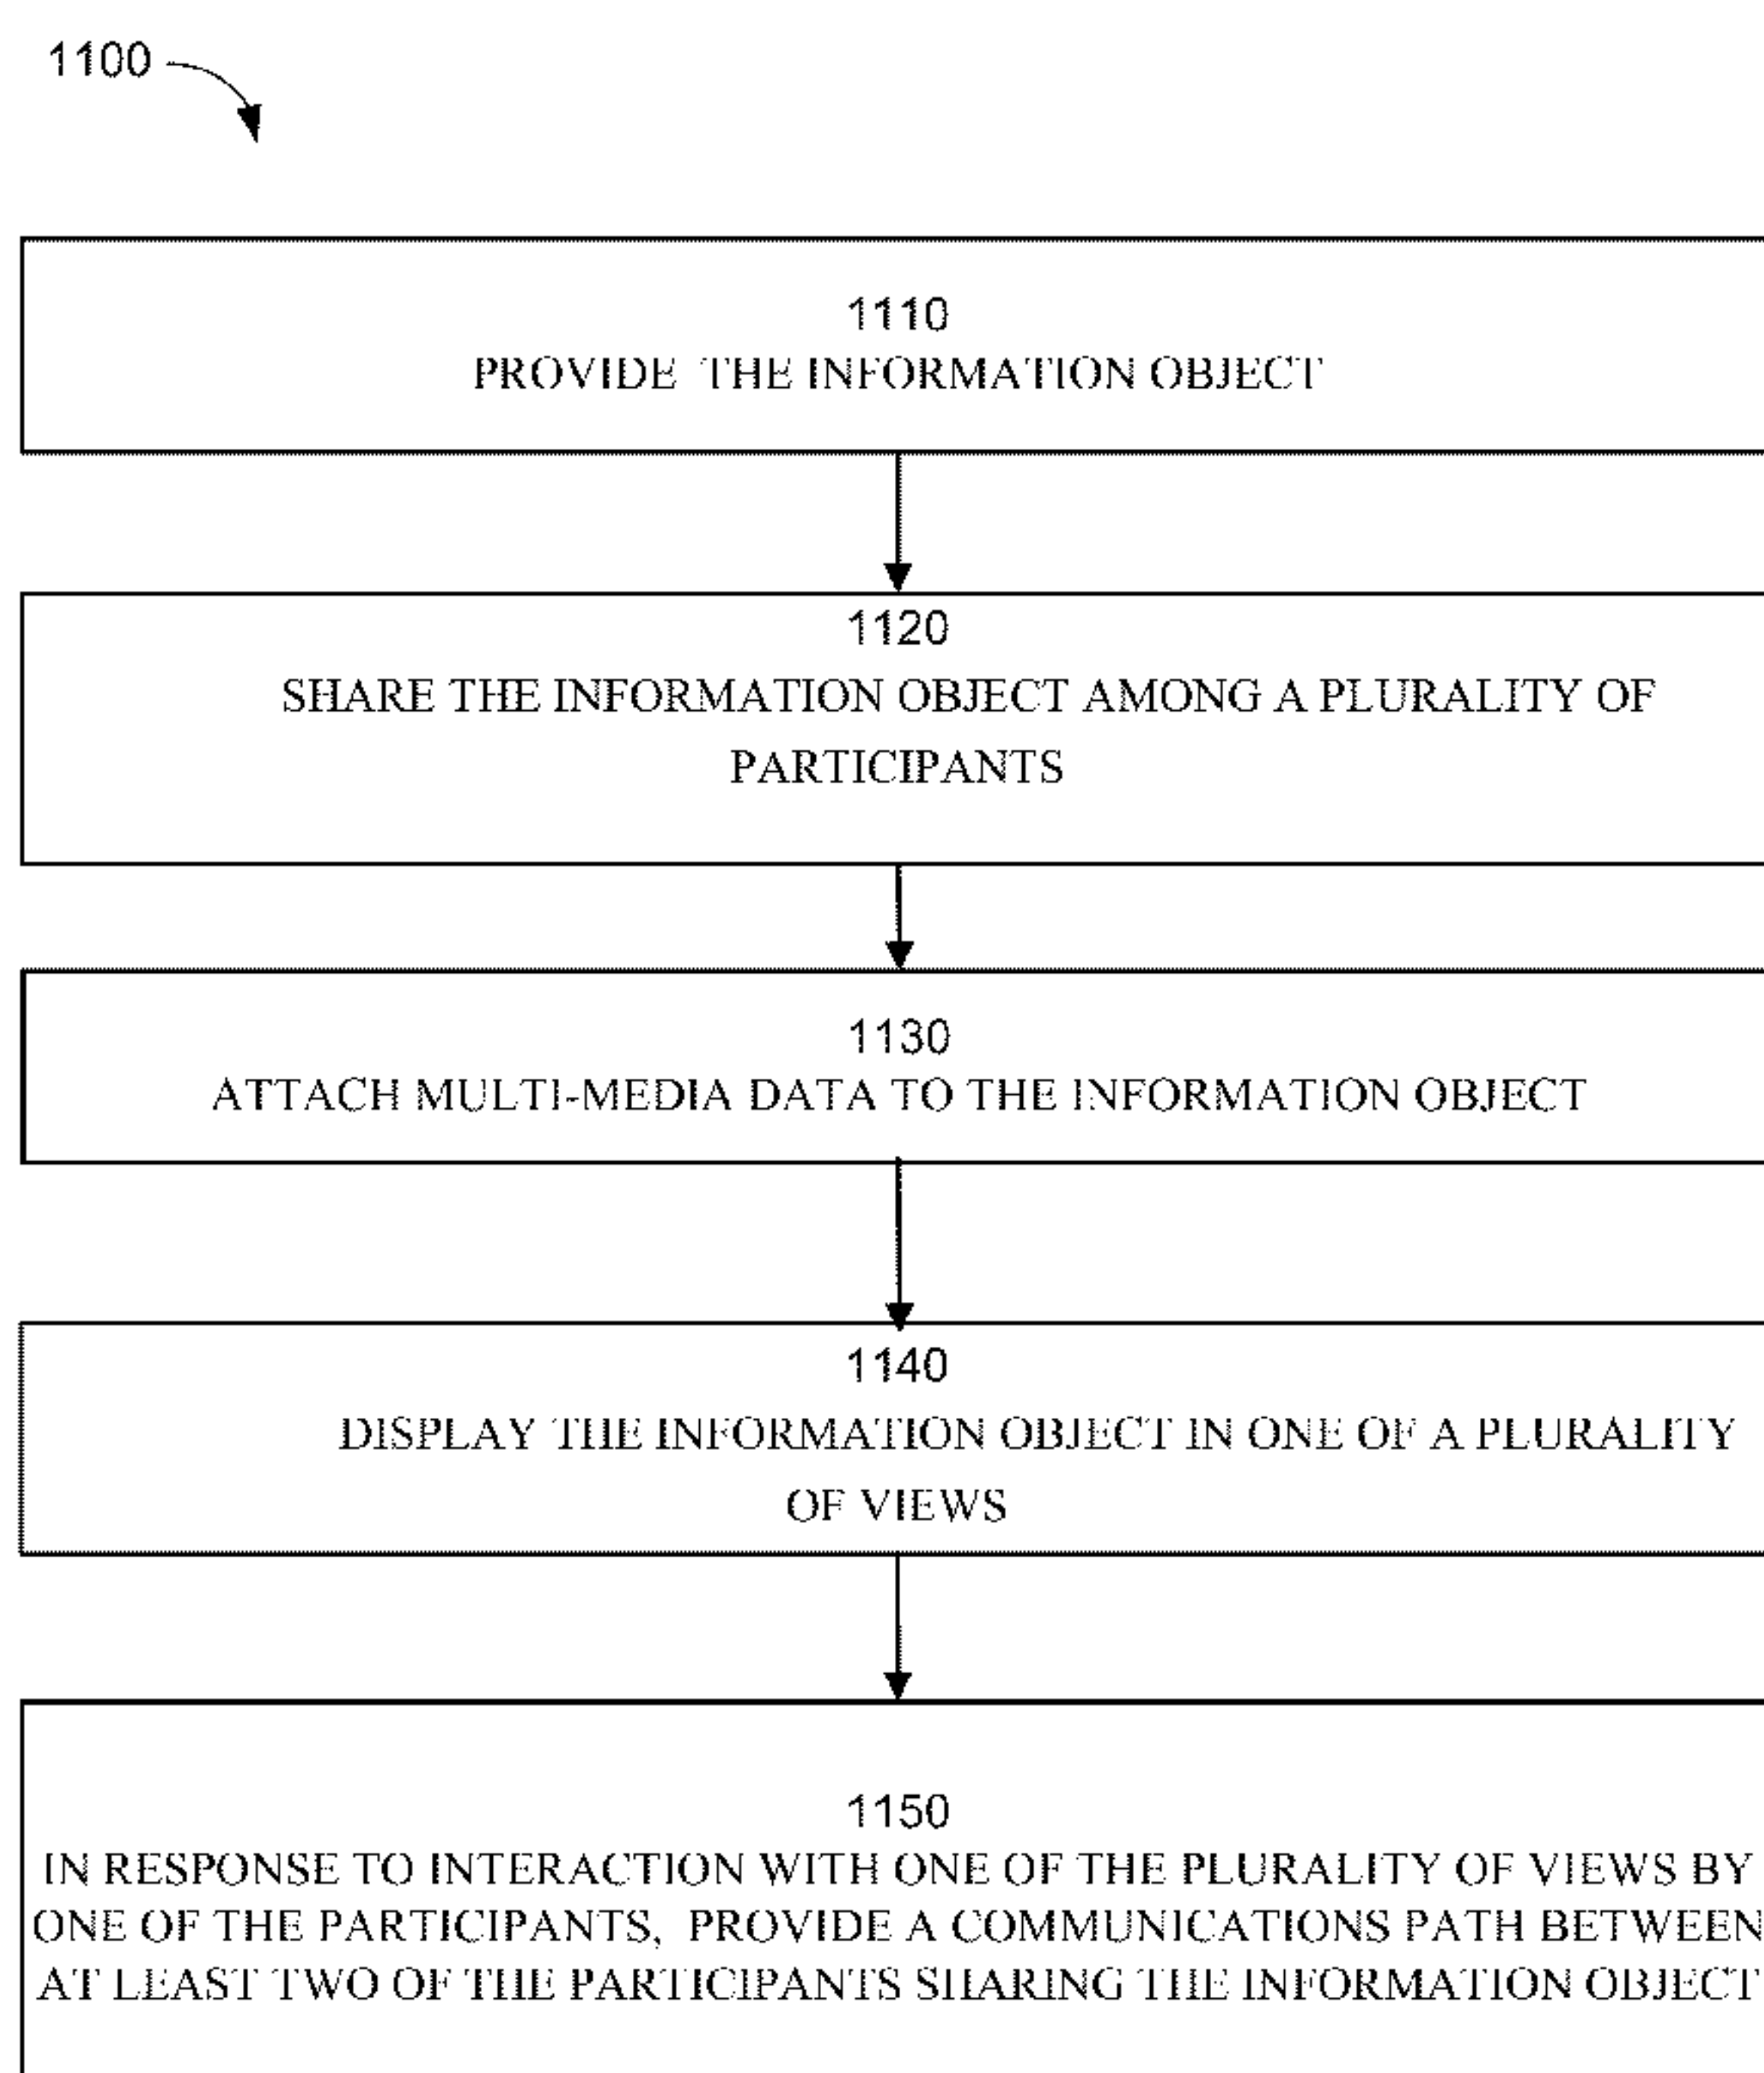 1100
1110
PROVIDE THE INFORMATION OBJECT
1120
SHARE THE INFORMATION OBJECT AMONG A PLURALITY OF
PARTICIPANTS
1130
ATTACH MULTI-MEDIA DATA TO THE INFORMATION OBJECT
1140
DISPLAY THE INFORMATION OBJECT IN ONE OF A PLURALITY
OF VIEWS
1150
IN RESPONSE TO INTERACTION WITH ONE OF THE PLURALITY OF VIEWS BY
ONE OF THE PARTICIPANTS, PROVIDE A COMMUNICATIONS PATH BETWEEN
AT LEAST TWO OF THE PARTICIPANTS SHARING THE INFORMATION OBJECT